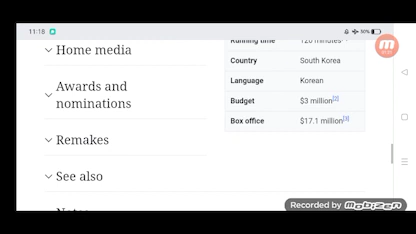 11:18
30%
Home media
Awards and
nominations
Remakes
See also
Running time 120 minutes
Country South Korea
Language Korean
Budget $3 million[2]
Box office $17.1 million[3]
Recorded by mobizen